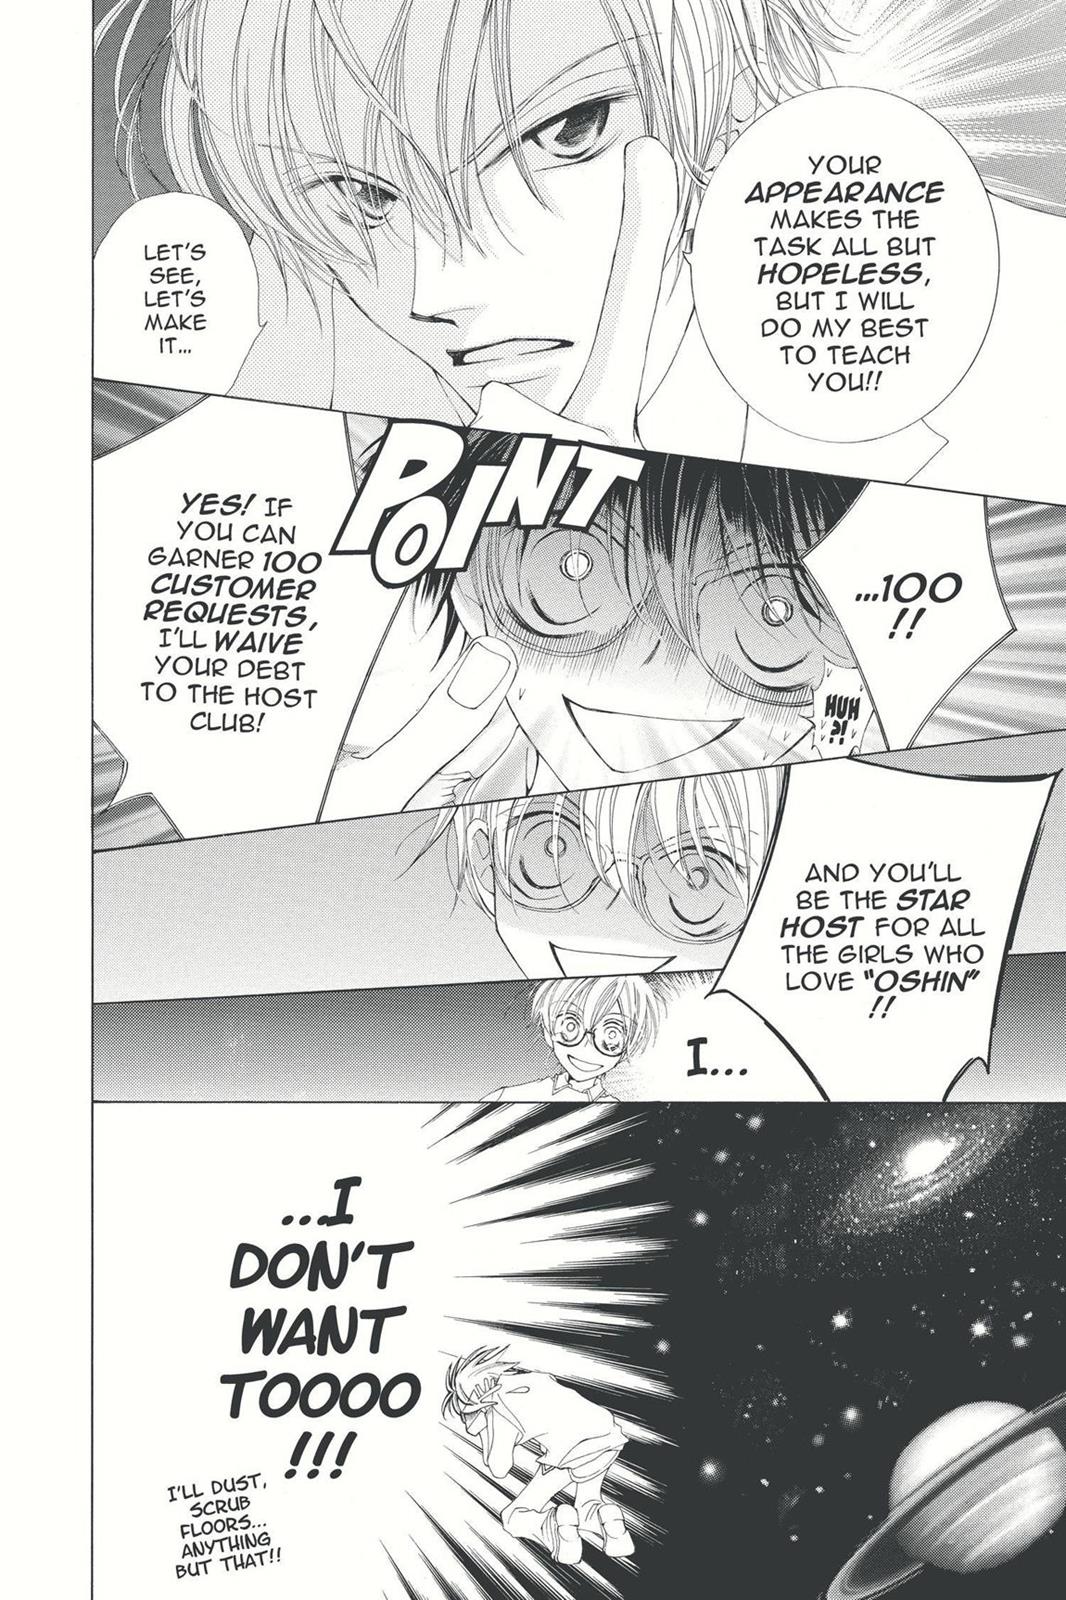 YOUR
APPEARANCE
MAKES THE
TASK ALL BUT
HOPELESS,
BUT I WILL
DO MY BEST
TO TEACH
YOU!!
LET'S
SEE,
LET'S
MAKE
IT...
...100
!!
HUH
?!
POINT
YES! IF
YOU CAN
GARNER 100
CUSTOMER
REQUESTS,
I'LL WAIVE
YOUR DEBT
TO THE HOST
CLUB!
AND YOU'LL
BE THE STAR
HOST FOR ALL
THE GIRLS WHO
LOVE "OSHIN"
!!
I...
...I
DON'T
WANT
TOOOO
!!!
I'LL DUST,
SCRUB
FLOORS...
ANYTHING
BUT THAT!!